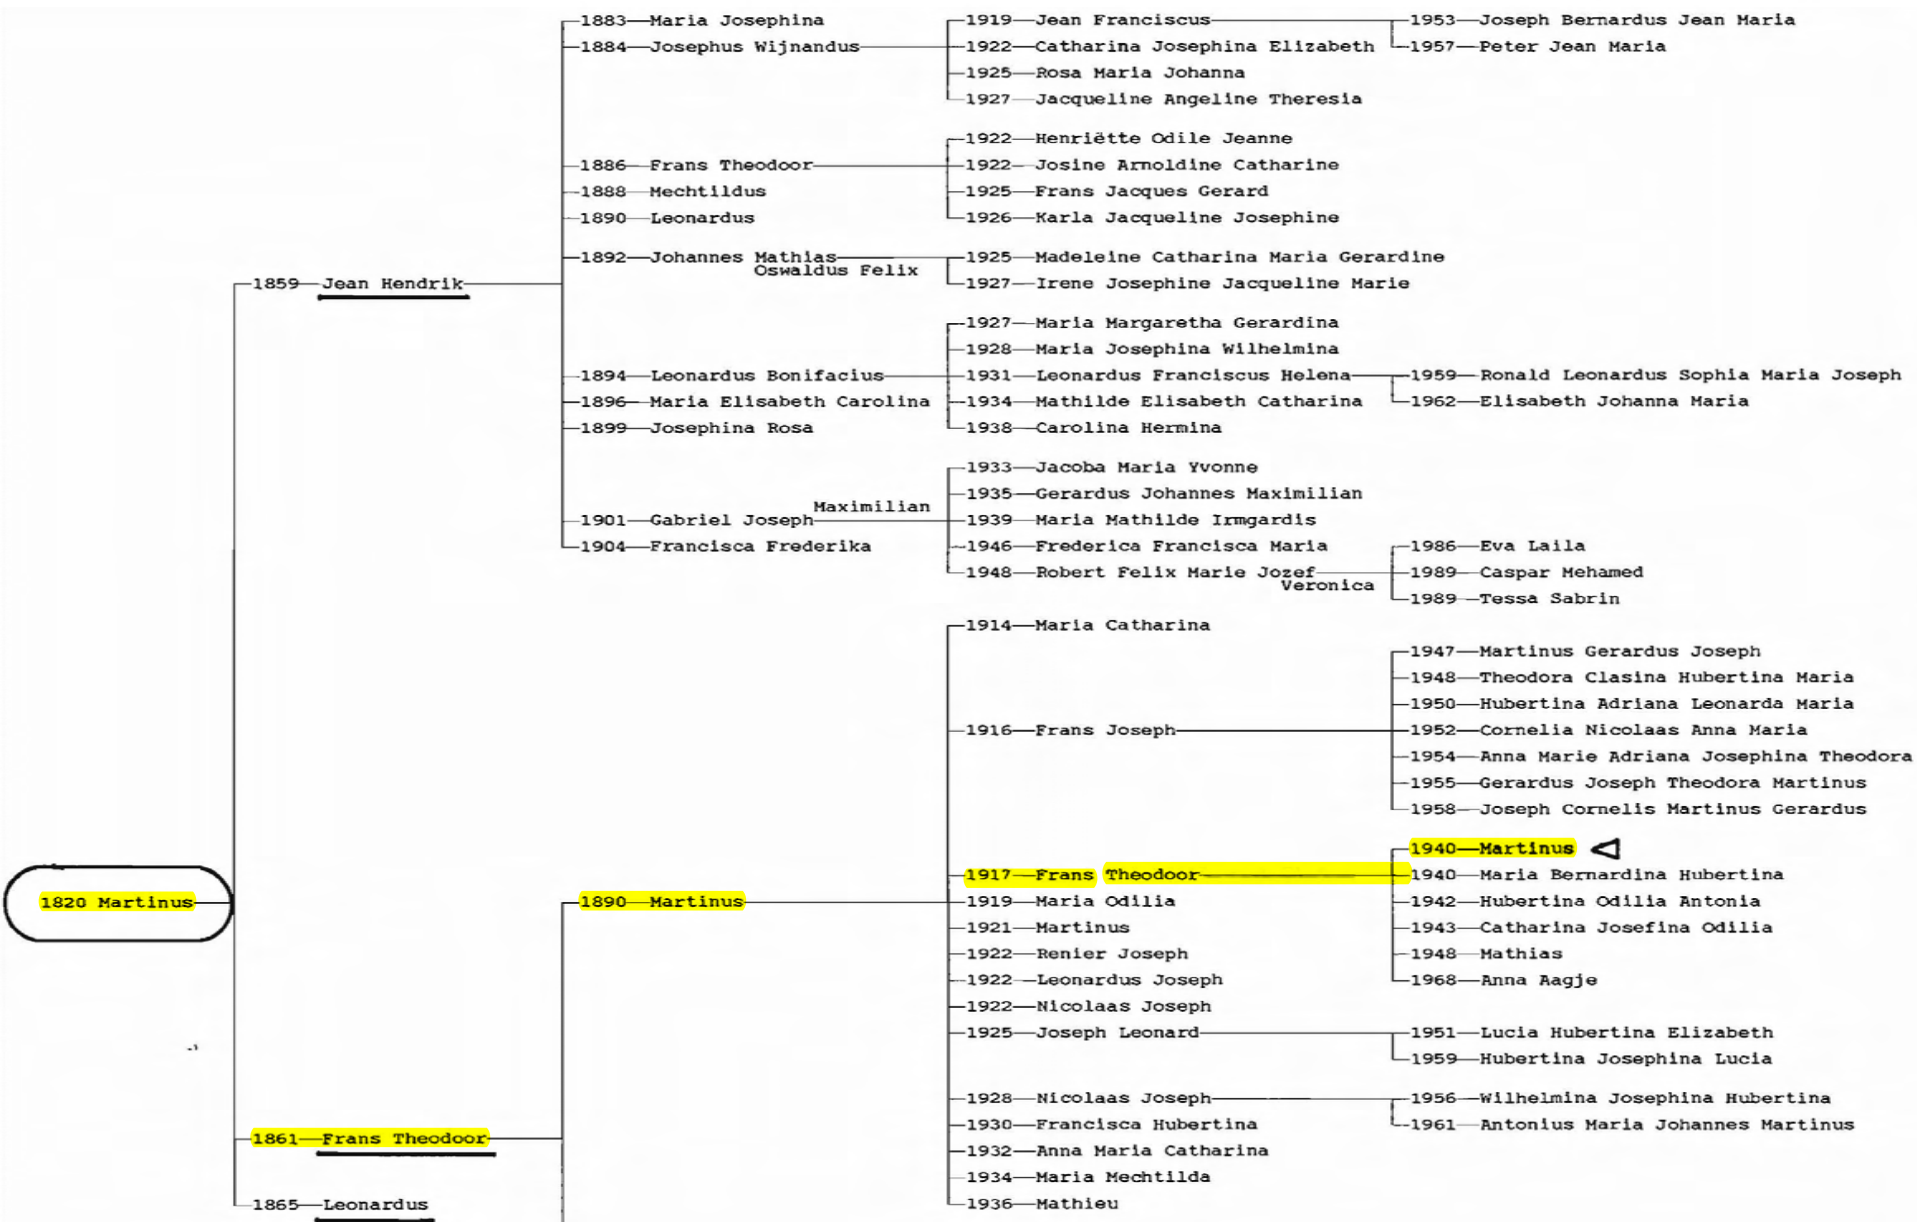 1883—Maria Josephina 1919—Jean Franciscus 1953—Joseph Bernardus Jean Maria
1884—Josephus Wijnandus 1922—Catharina Josephina Elizabeth 1957—Peter Jean Maria
1925—Rosa Maria Johanna
1927—Jacqueline Angeline Theresia
1922—Henriëtte Odile Jeanne
1886—Frans Theodoor 1922—Josine Arnoldine Catharine
1888—Mechtildus 1925—Frans Jacques Gerard
1890—Leonardus 1926—Karla Jacqueline Josephine
1892—Johannes Mathias 1925—Madeleine Catharina Maria Gerardine
Oswaldus Felix
1859—Jean Hendrik 1927—Irene Josephine Jacqueline Marie
1927—Maria Margaretha Gerardina
1928—Maria Josephina Wilhelmina
1894—Leonardus Bonifacius 1931—Leonardus Franciscus Helena 1959—Ronald Leonardus Sophia Maria Joseph
1896—Maria Elisabeth Carolina 1934—Mathilde Elisabeth Catharina 1962—Elisabeth Johanna Maria
1899—Josephina Rosa 1938—Carolina Hermina
1933—Jacoba Maria Yvonne
1935—Gerardus Johannes Maximilian
Maximilian
1901—Gabriel Joseph 1939—Maria Mathilde Irmgardis
1904—Francisca Frederika 1946—Frederica Francisca Maria 1986—Eva Laila
1948—Robert Felix Marie Jozef 1989—Caspar Mehamed
Veronica
1989—Tessa Sabrin
1914—Maria Catharina
1947—Martinus Gerardus Joseph
1948—Theodora Clasina Hubertina Maria
1950—Hubertina Adriana Leonarda Maria
1916—Frans Joseph 1952—Cornelia Nicolaas Anna Maria
1954—Anna Marie Adriana Josephina Theodora
1955—Gerardus Joseph Theodora Martinus
1958—Joseph Cornelis Martinus Gerardus
1940—Martinus
1917—Frans Theodoor 1940—Maria Bernardina Hubertina
1820 Martinus 1890—Martinus 1919—Maria Odilia 1942—Hubertina Odilia Antonia
1921—Martinus 1943—Catharina Josefina Odilia
1922—Renier Joseph 1948—Mathias
1922—Leonardus Joseph 1968—Anna Aagje
1922—Nicolaas Joseph
1925—Joseph Leonard 1951—Lucia Hubertina Elizabeth
1959—Hubertina Josephina Lucia
1928—Nicolaas Joseph 1956—Wilhelmina Josephina Hubertina
1930—Francisca Hubertina 1961—Antonius Maria Johannes Martinus
1861—Frans Theodoor
1932—Anna Maria Catharina
1934—Maria Mechtilda
1865—Leonardus 1936—Mathieu